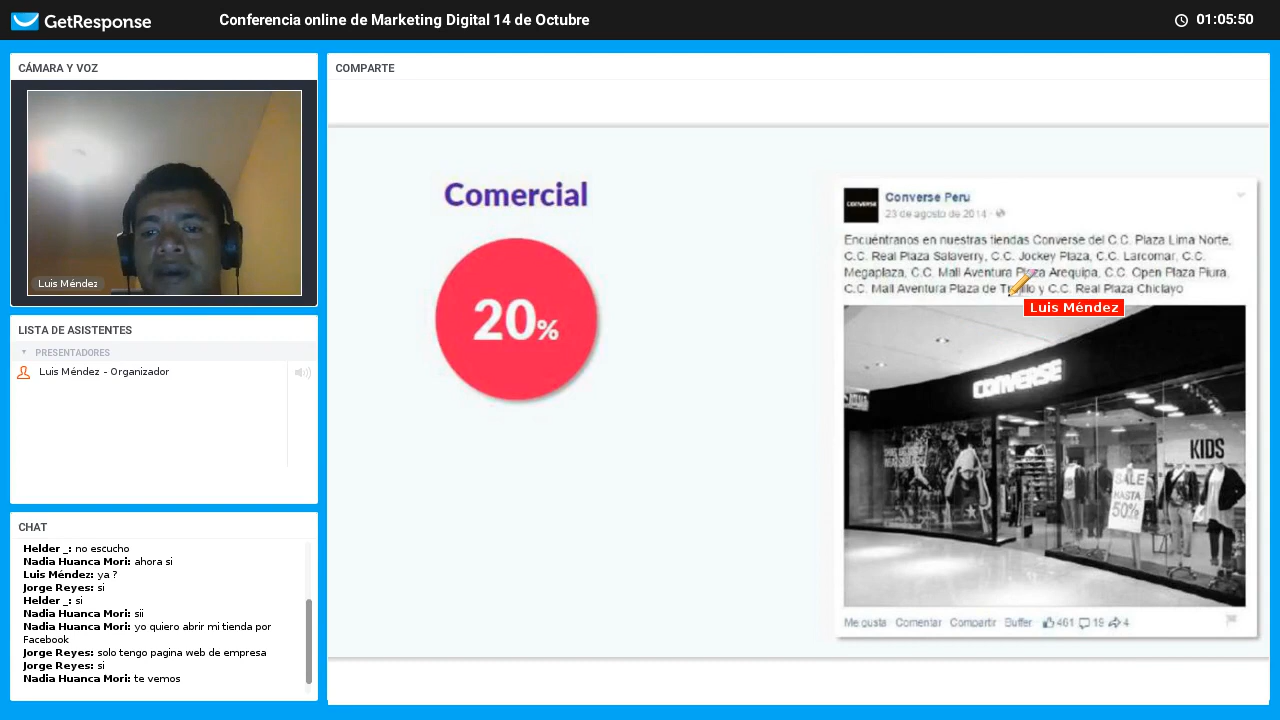 GetResponse
Conferencia online de Marketing Digital 14 de Octubre
01:05:50
CÁMARA Y VOZ
Luis Méndez
LISTA DE ASISTENTES
PRESENTADORES
Luis Méndez - Organizador
CHAT
Helder _: no escucho
Nadia Huanca Mori: ahora si
Luis Méndez: ya ?
Jorge Reyes: si
Helder _: si
Nadia Huanca Mori: sii
Nadia Huanca Mori: yo quiero abrir mi tienda por
Facebook
Jorge Reyes: solo tengo pagina web de empresa
Jorge Reyes: si
Nadia Huanca Mori: te vemos
COMPARTE
Comercial
20%
CONVERSE
Converse Peru
23 de agosto de 2014
Encuéntranos en nuestras tiendas Converse del C.C. Plaza Lima Norte,
C.C. Real Plaza Salaverry, C.C. Jockey Plaza, C.C. Larcomar, C.C.
Megaplaza, C.C. Mall Aventura Plaza Arequipa, C.C. Open Plaza Piura,
C.C. Mall Aventura Plaza de Trujillo y C.C. Real Plaza Chiclayo
Luis Méndez
CONVERSE
KIDS
SALE
HASTA
50%
Me gusta Comentar Compartir Buffer 461 19 4